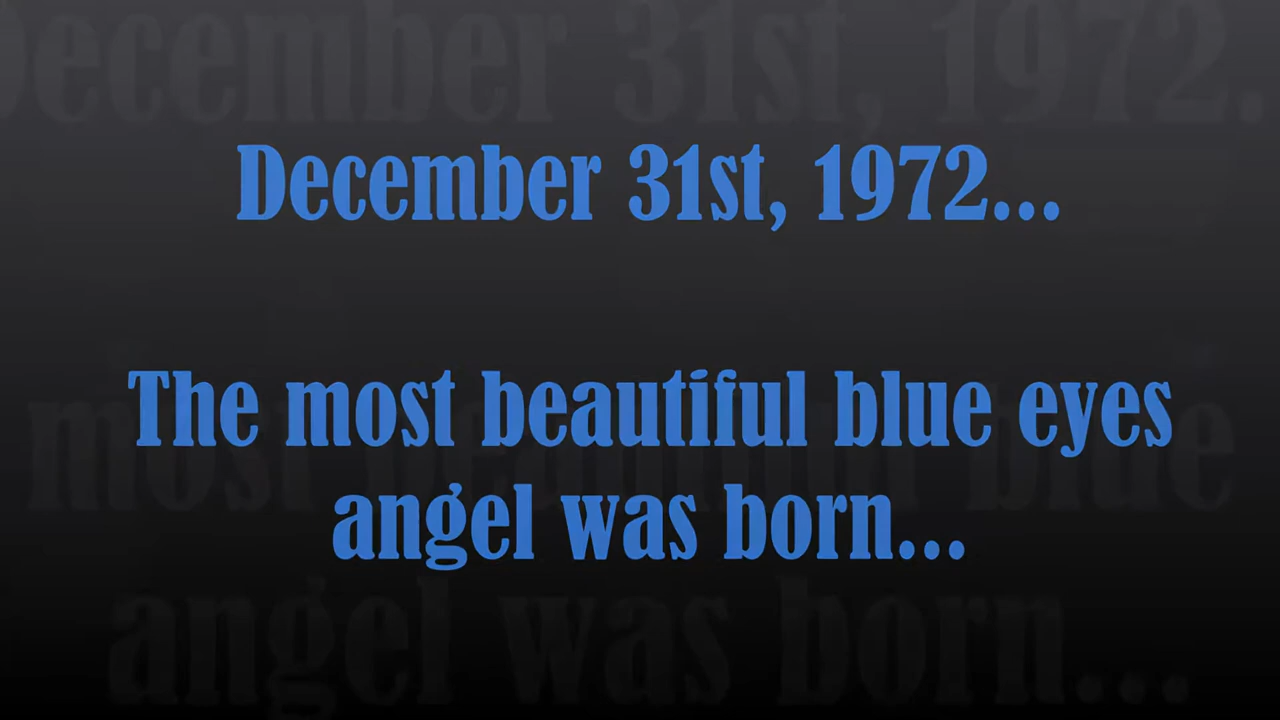 December 31st, 1972...
The most beautiful blue eyes
angel was born...